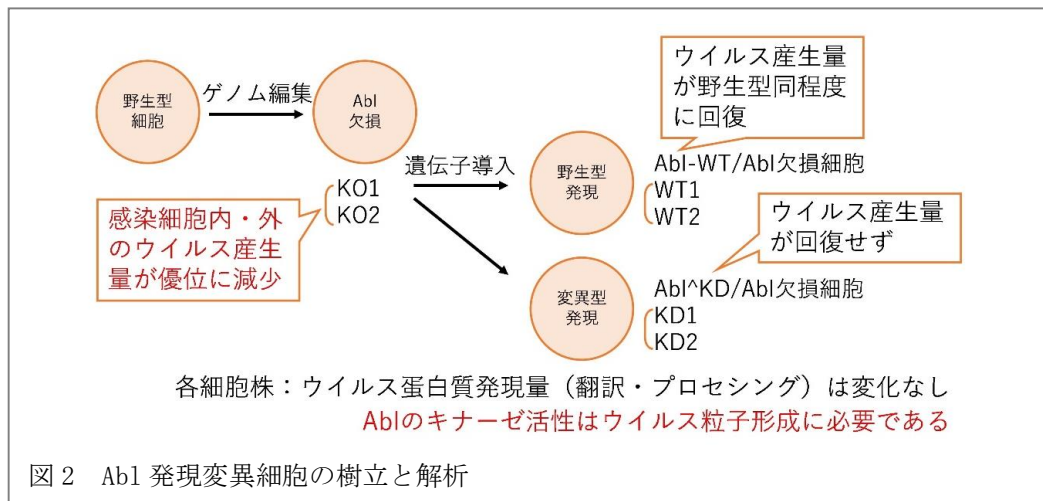 野生型
細胞
ゲノム編集
Abl
欠損
KO1
KO2
感染細胞内・外
のウイルス産生
量が優位に減少
遺伝子導入
野生型
発現
ウイルス産生量
が野生型同程度
に回復
Abl-WT/Abl欠損細胞
WT1
WT2
ウイルス産生量
が回復せず
変異型
発現
Abl^KD/Abl欠損細胞
KD1
KD2
各細胞株：ウイルス蛋白質発現量（翻訳・プロセシング）は変化なし
Ablのキナーゼ活性はウイルス粒子形成に必要である
図2 Abl 発現変異細胞の樹立と解析